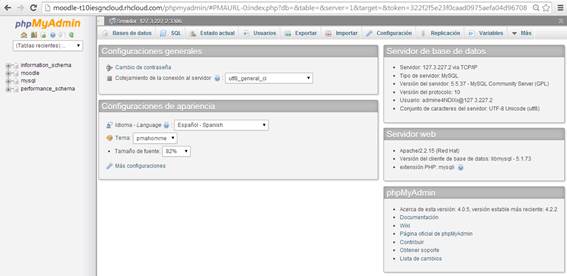 moodle-t10iesgncloud.rhcloud.com/phpmyadmin/#PMAURL-0:index.php?db=&table=&server=1&target=&token=322f2f5e23f0caad0975aefa04d96708
phpMyAdmin
(Tablas recientes) ...
information_schema
moodle
mysql
performance_schema
Servidor: 127.3.227.2:3306
Bases de datos
SQL
Estado actual
Usuarios
Exportar
Importar
Configuración
Replicación
Variables
Más
Configuraciones generales
Cambio de contraseña
Cotejamiento de la conexión al servidor
utf8_general_ci
Configuraciones de apariencia
Idioma - Language
Español - Spanish
Tema:
pmahomme
Tamaño de fuente:
82%
Más configuraciones
Servidor de base de datos
Servidor: 127.3.227.2 via TCP/IP
Tipo de servidor: MySQL
Versión del servidor: 5.5.37 - MySQL Community Server (GPL)
Versión del protocolo: 10
Conjunto de caracteres del servidor: UTF-8 Unicode (utf8)
Servidor web
Apache/2.2.15 (Red Hat)
Versión del cliente de base de datos: libmysql - 5.1.73
extensión PHP: mysqli
phpMyAdmin
Acerca de esta versión: 4.0.5, versión estable más reciente: 4.2.2
Documentación
Wiki
Página oficial de phpMyAdmin
Contribuir
Obtener soporte
Lista de cambios